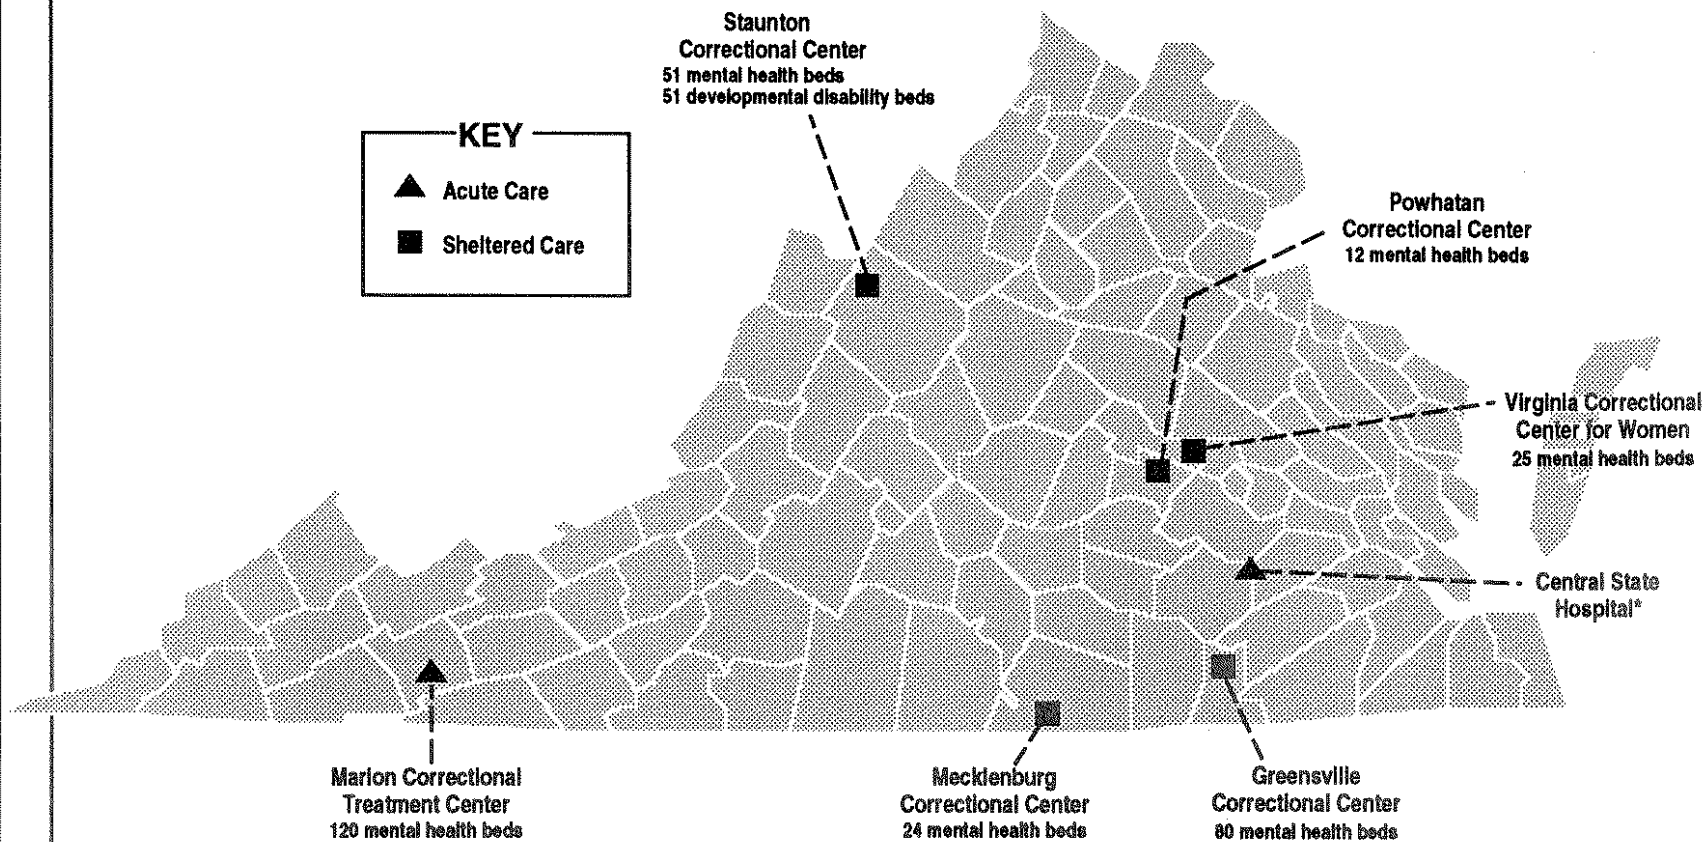 Staunton
Correctional Center
51 mental health beds
51 developmental disability beds
KEY
Acute Care
Sheltered Care
Powhatan
Correctional Center
12 mental health beds
Virginia Correctional
Center for Women
25 mental health beds
Central State
Hospital*
Marion Correctional
Treatment Center
120 mental health beds
Mecklenburg
Correctional Center
24 mental health beds
Greensville
Correctional Center
80 mental health beds